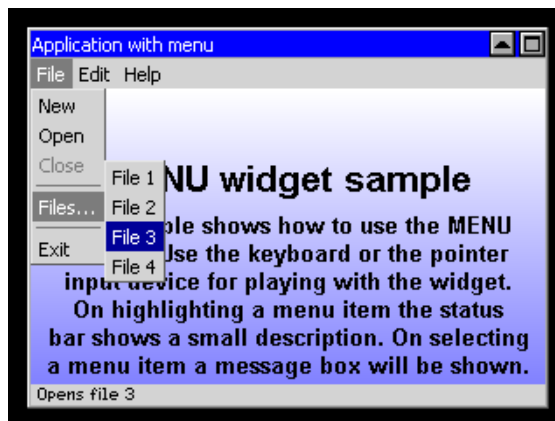 Application with menu
File Edit Help
New
Open
Close
Files...
Exit
File 1
File 2
File 3
File 4
NU widget sample
ple shows how to use the MENU
Use the keyboard or the pointer
input device for playing with the widget.
On highlighting a menu item the status
bar shows a small description. On selecting
a menu item a message box will be shown.
Opens file 3